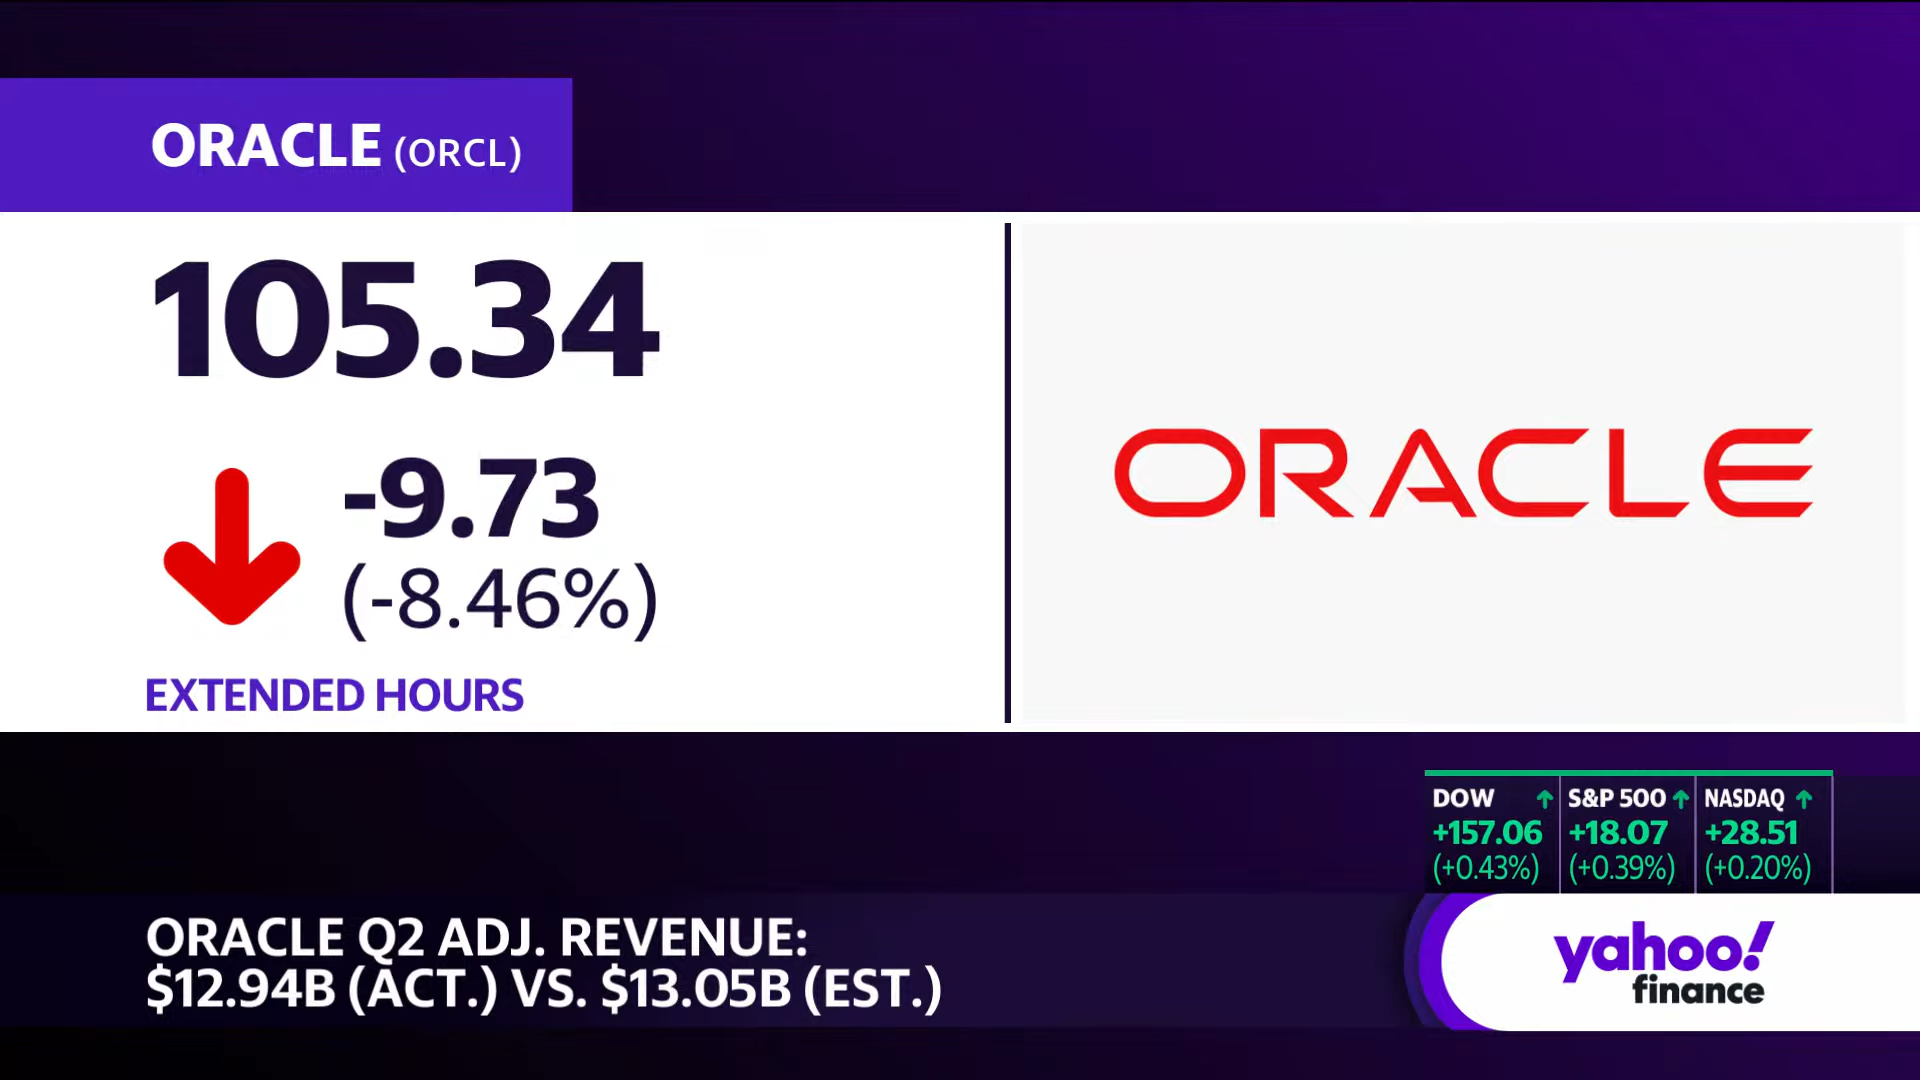 ORACLE (ORCL)
105.34
-9.73
(-8.46%)
EXTENDED HOURS
ORACLE
DOW
+157.06
(+0.43%)
S&P 500
+18.07
(+0.39%)
NASDAQ
+28.51
(+0.20%)
ORACLE Q2 ADJ. REVENUE:
$12.94B (ACT.) VS. $13.05B (EST.)
yahoo!
finance